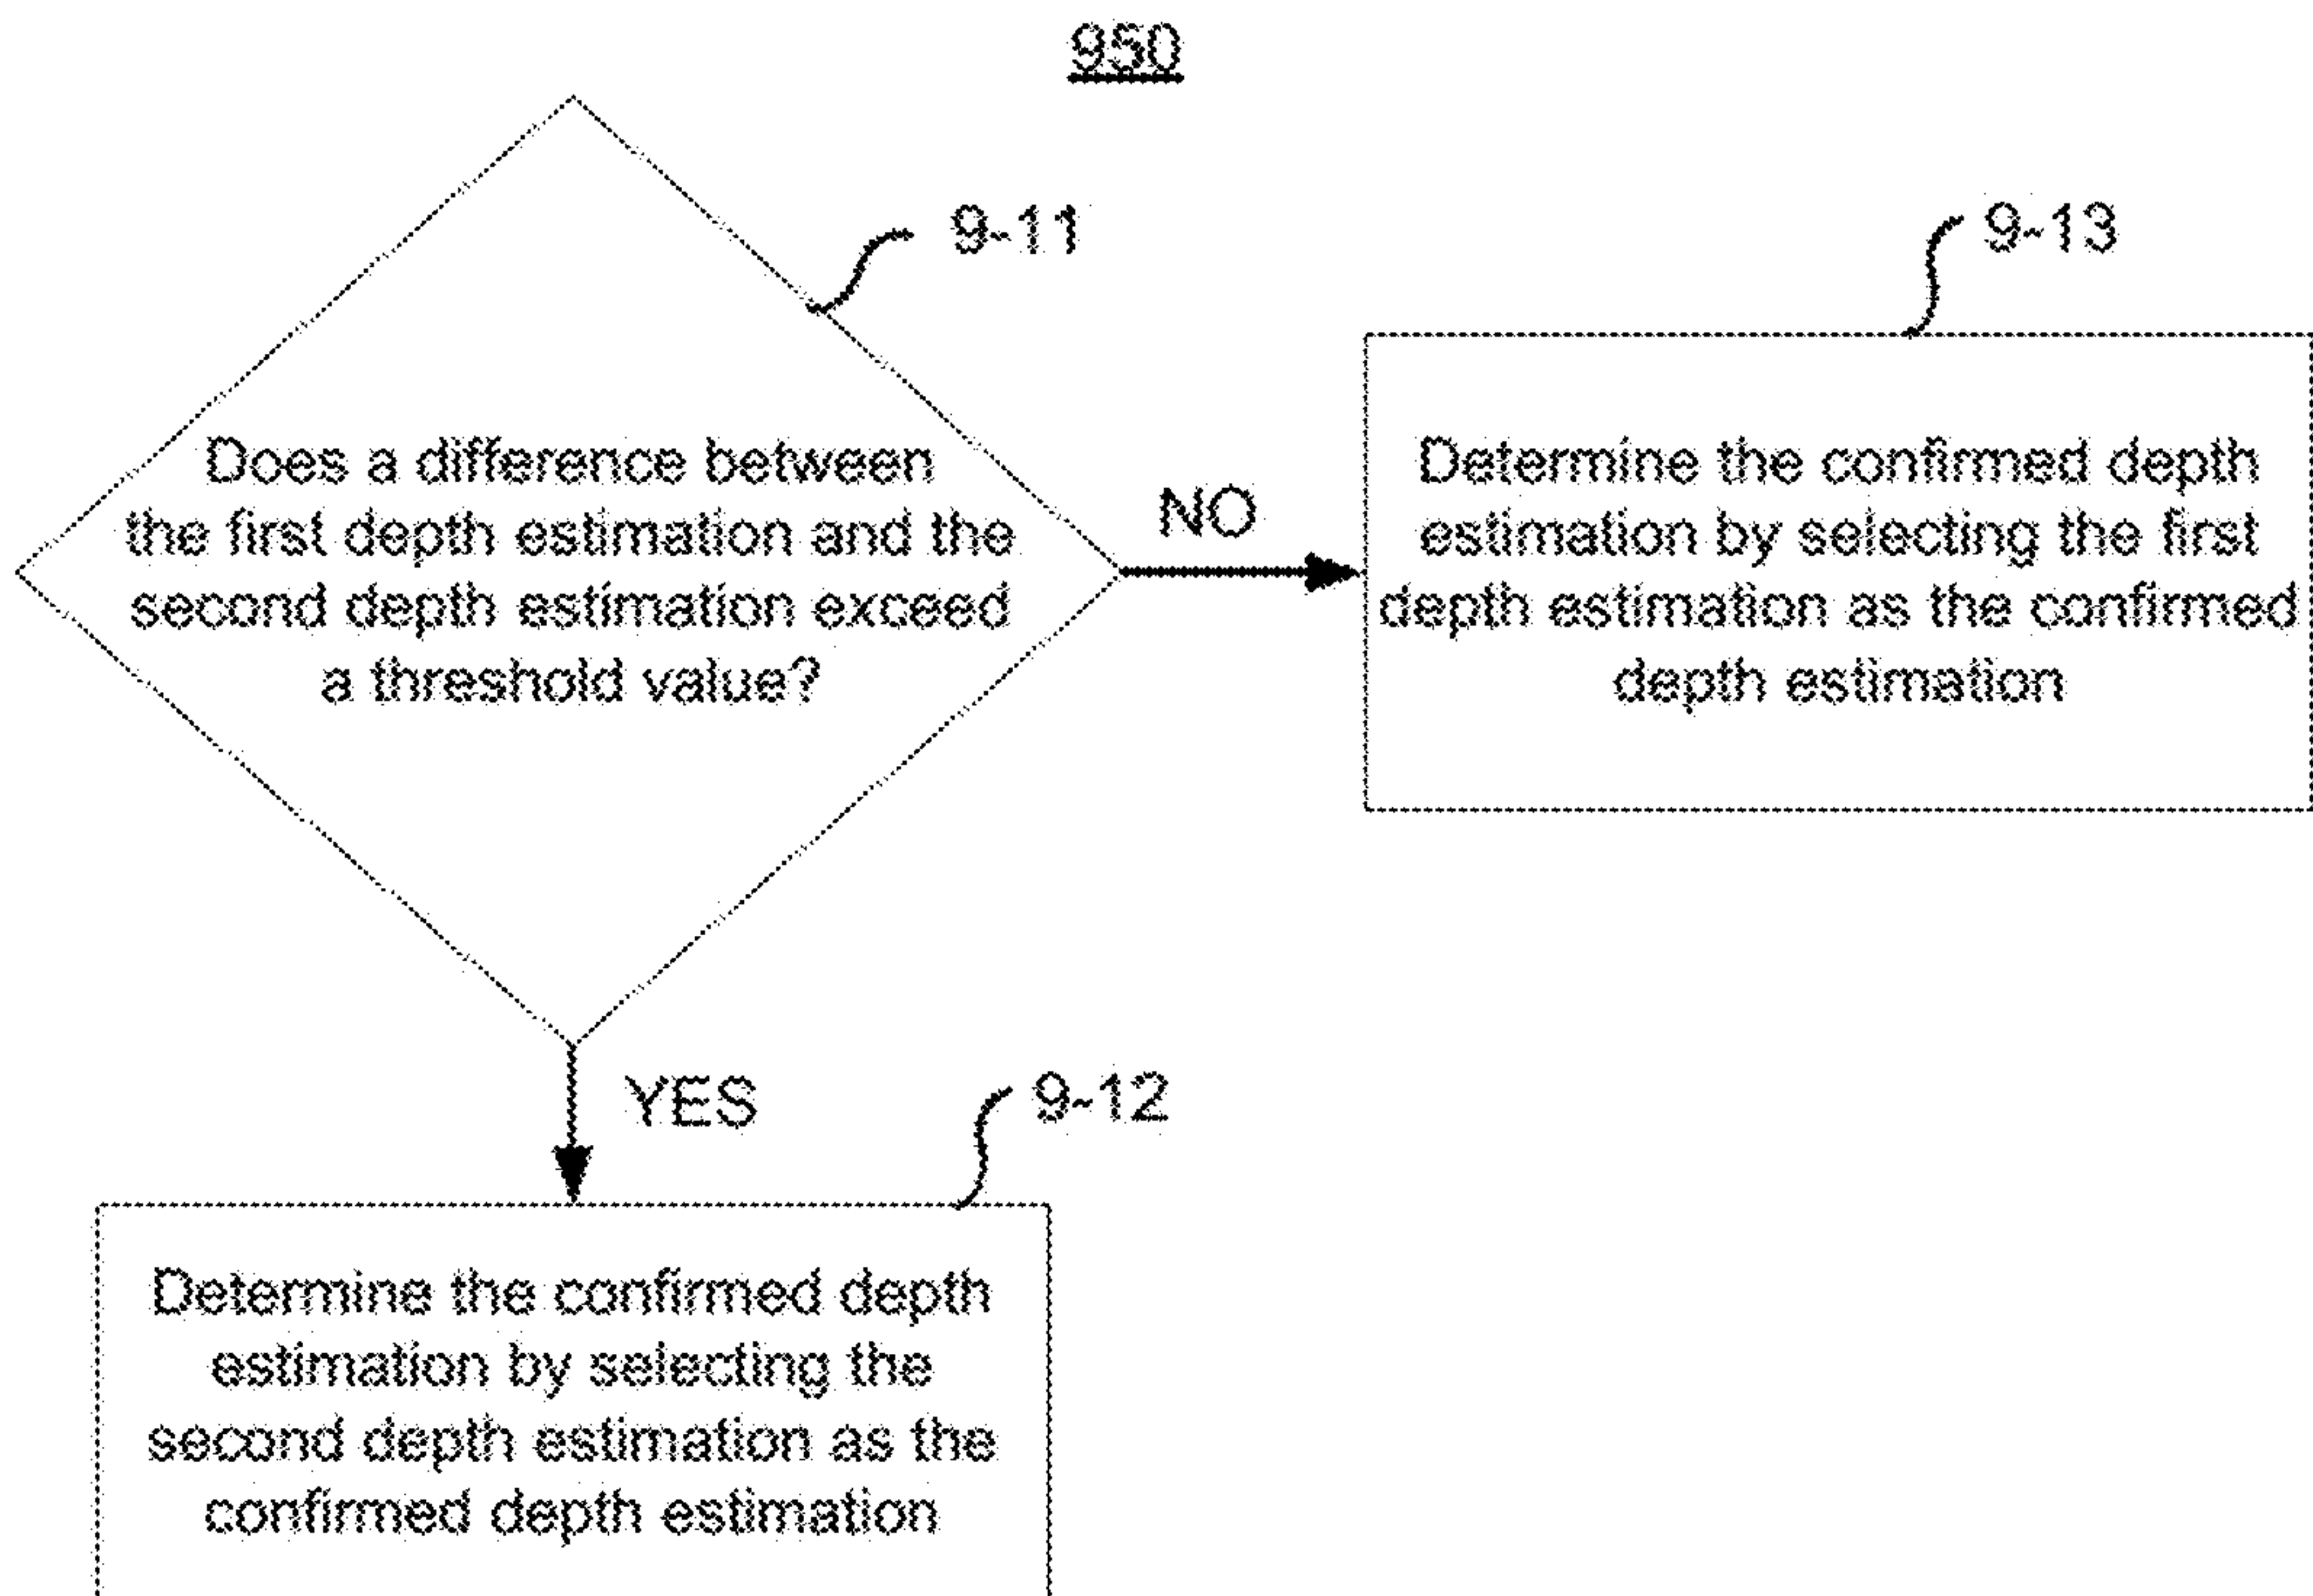 950
9-11
Does a difference between
the first depth estimation and the
second depth estimation exceed
a threshold value?
NO
9-13
Determine the confirmed depth
estimation by selecting the first
depth estimation as the confirmed
depth estimation
YES
9-12
Determine the confirmed depth
estimation by selecting the
second depth estimation as the
confirmed depth estimation